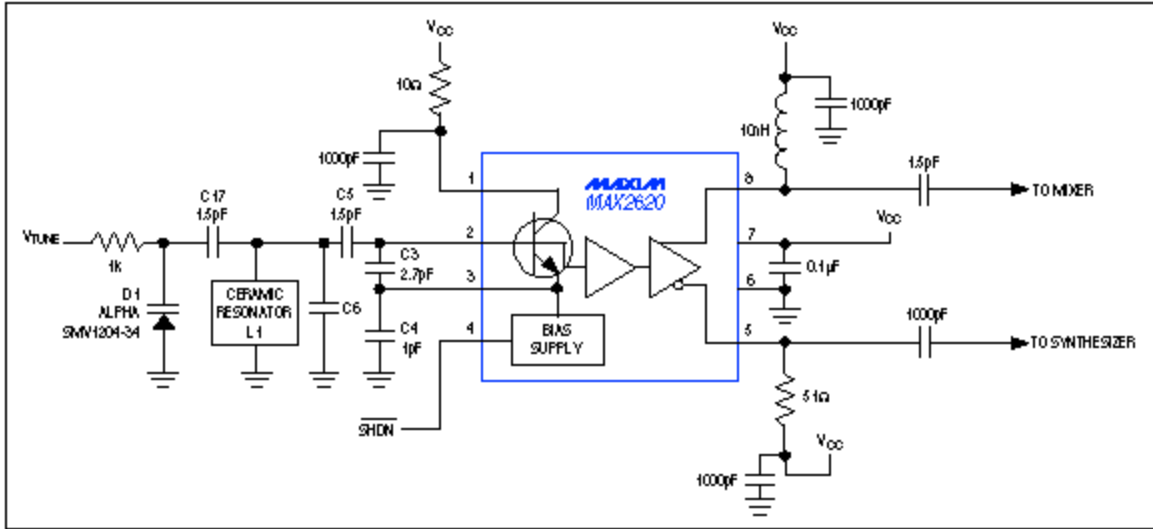 VCC
10Ω
1000pF
VCC
1000pF
10nH
1.5pF
TO MIXER
MAXIM
MAX2620
1
8
C17
1.5pF
C5
1.5pF
VTUNE
1k
2
7
VCC
C3
2.7pF
0.1µF
3
6
D1
ALPHA
SMV1204-34
CERAMIC
RESONATOR
L1
C6
C4
1pF
4
BIAS
SUPPLY
5
1000pF
TO SYNTHESIZER
SHDN
51Ω
VCC
1000pF